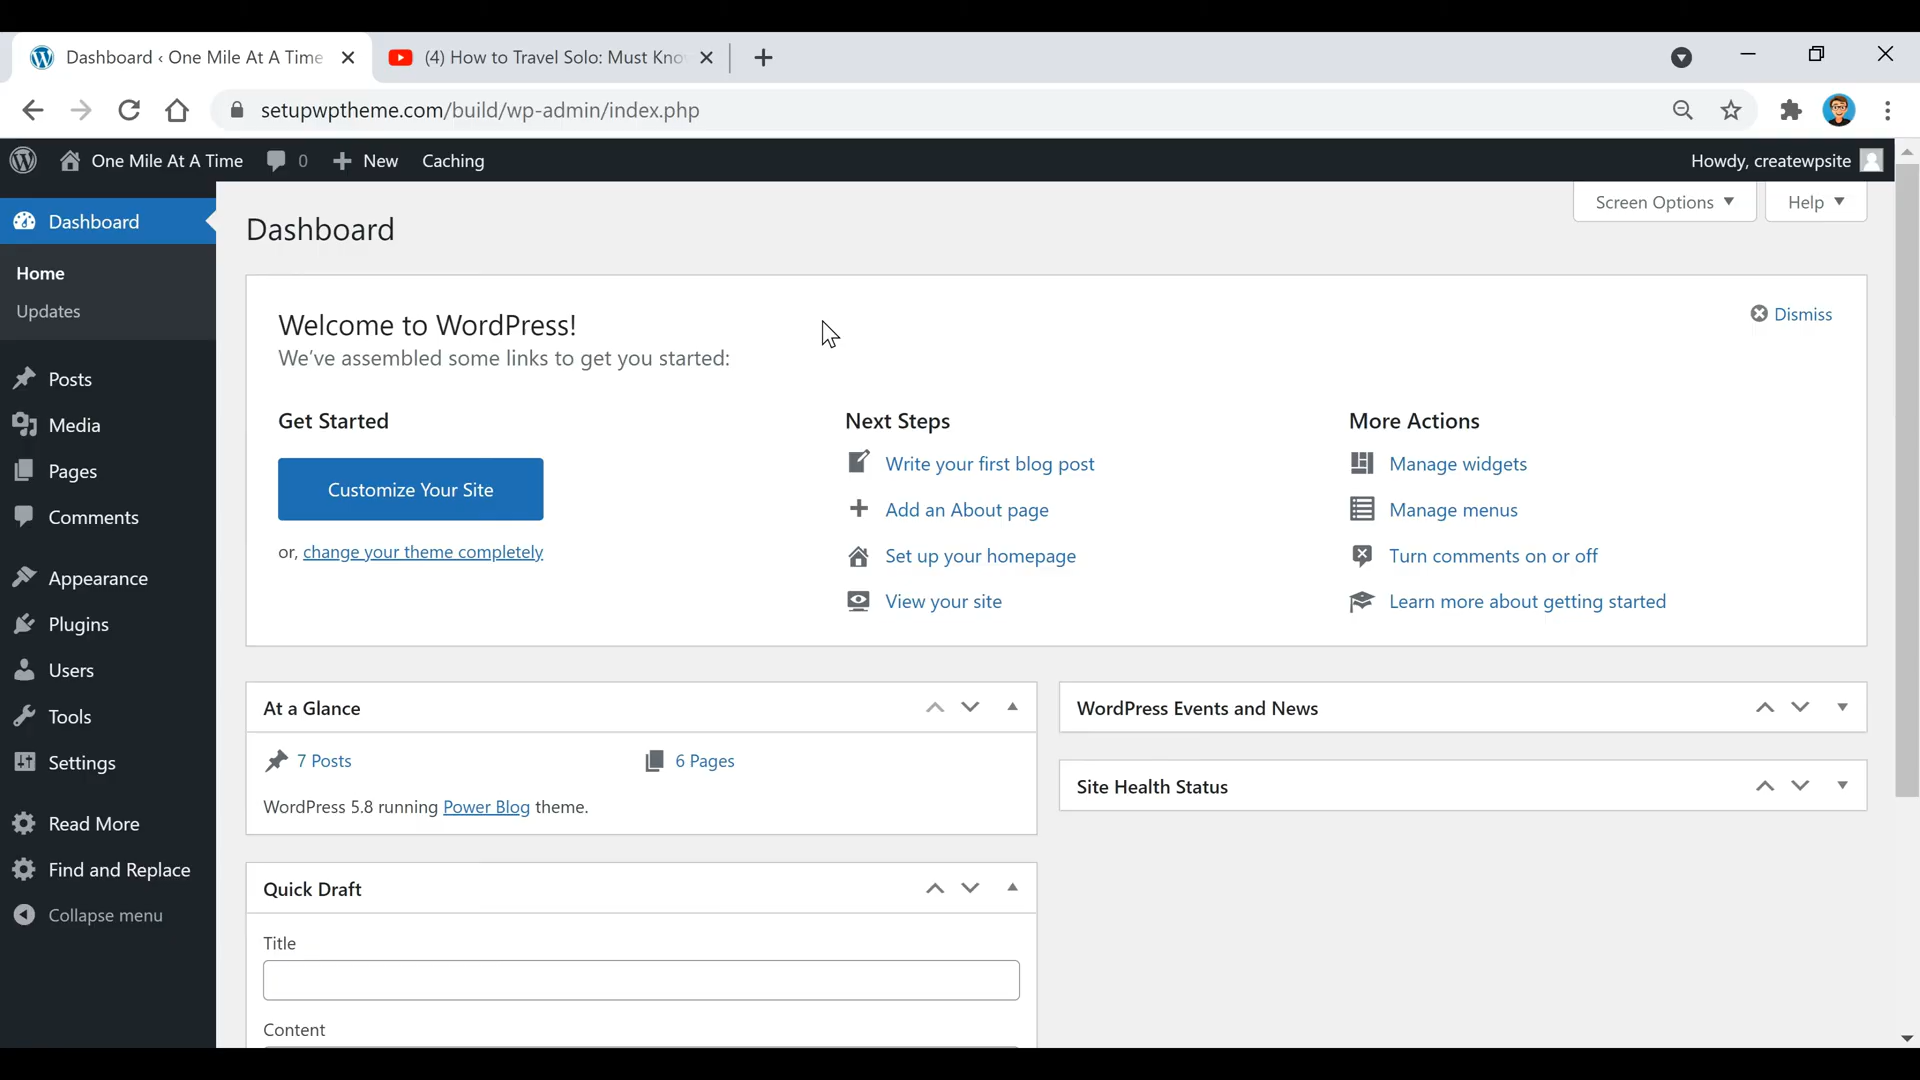 Dashboard ‹ One Mile At A Time
(4) How to Travel Solo: Must Kno
setupwptheme.com/build/wp-admin/index.php
One Mile At A Time 0 New Caching Howdy, createwpsite
Screen Options Help
Dashboard
Home
Updates
Posts
Media
Pages
Comments
Appearance
Plugins
Users
Tools
Settings
Read More
Find and Replace
Collapse menu
Dashboard
Welcome to WordPress!
Dismiss
We've assembled some links to get you started:
Get Started
Customize Your Site
or, change your theme completely
Next Steps
Write your first blog post
Add an About page
Set up your homepage
View your site
More Actions
Manage widgets
Manage menus
Turn comments on or off
Learn more about getting started
At a Glance
7 Posts 6 Pages
WordPress 5.8 running Power Blog theme.
Quick Draft
Title
Content
WordPress Events and News
Site Health Status